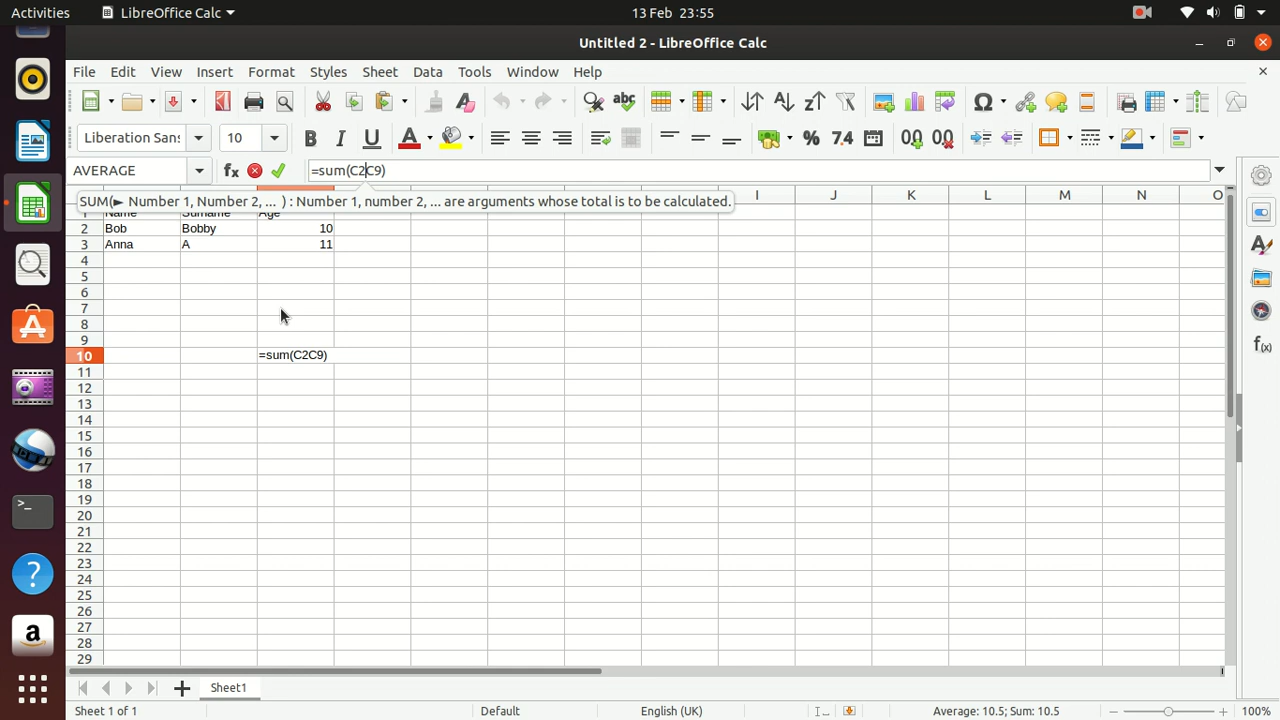 Activities LibreOffice Calc 13 Feb 23:55
Untitled 2 - LibreOffice Calc
File Edit View Insert Format Styles Sheet Data Tools Window Help
Liberation Sans 10
AVERAGE =sum(C2C9)
SUM(► Number 1, Number 2, ... ) : Number 1, number 2, ... are arguments whose total is to be calculated.
I J K L M N O
1 Name Surname Age
2 Bob Bobby 10
3 Anna A 11
4
5
6
7
8
9
10 =sum(C2C9)
11
12
13
14
15
16
17
18
19
20
21
22
23
24
25
26
27
28
29
Sheet1
Sheet 1 of 1 Default English (UK) Average: 10.5; Sum: 10.5 100%